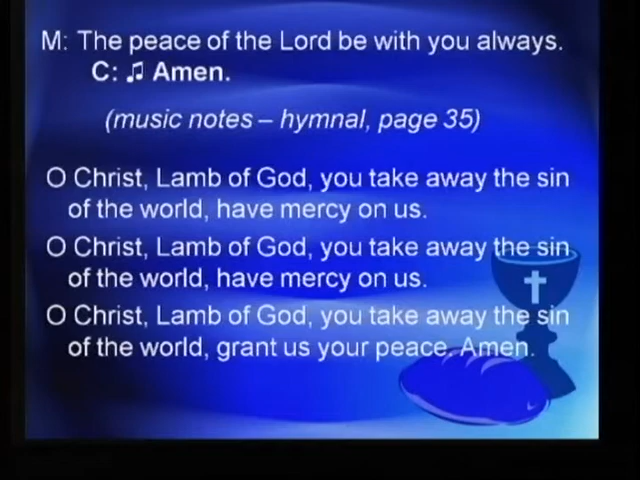 M: The peace of the Lord be with you always.
C: ♫ Amen.
(music notes – hymnal, page 35)
O Christ, Lamb of God, you take away the sin
of the world, have mercy on us.
O Christ, Lamb of God, you take away the sin
of the world, have mercy on us.
O Christ, Lamb of God, you take away the sin
of the world, grant us your peace. Amen.